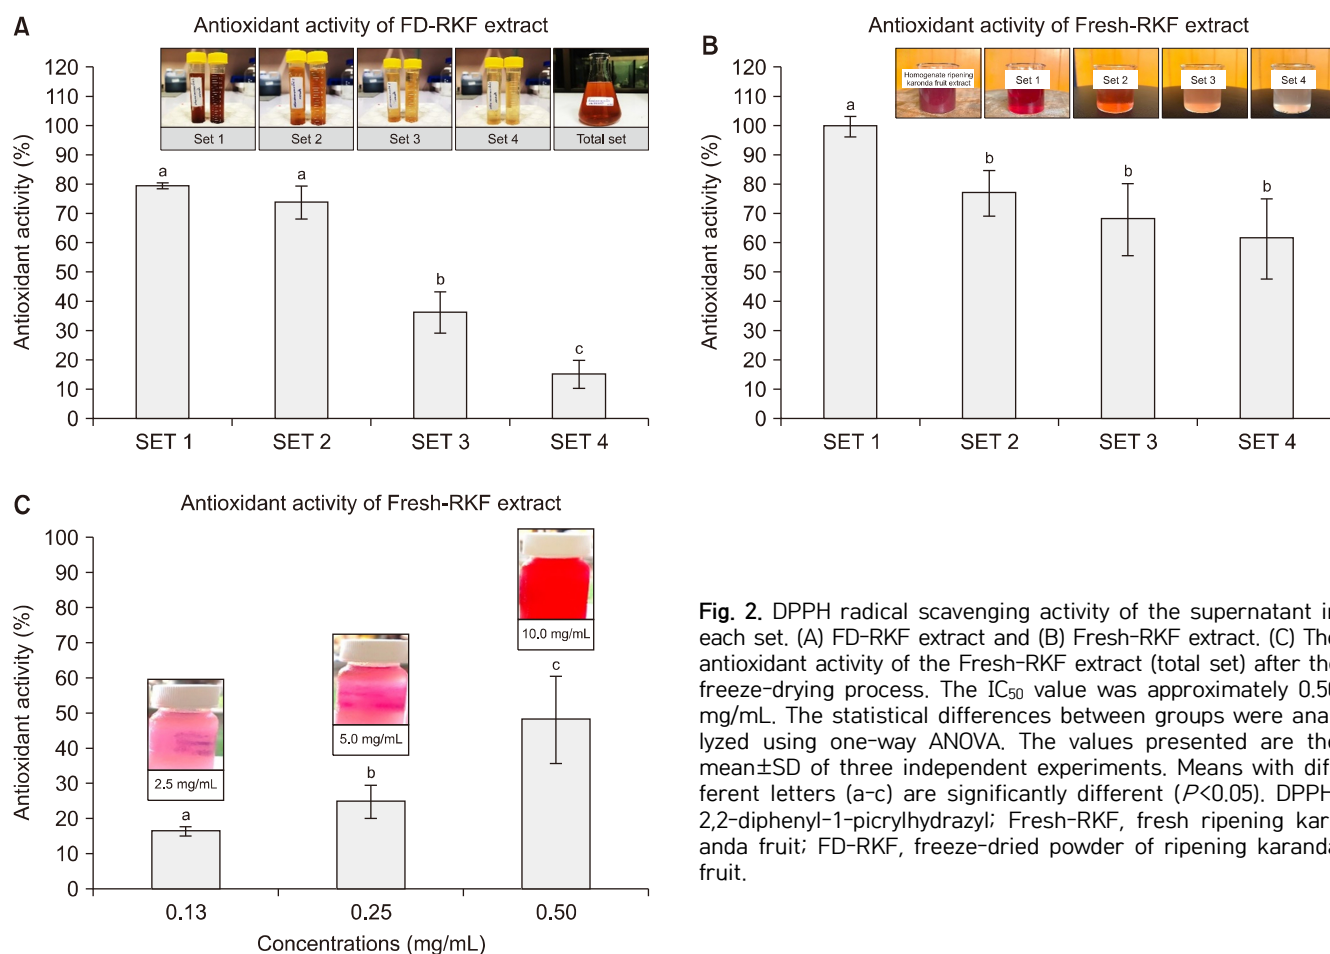 A
Antioxidant activity of FD-RKF extract
Antioxidant activity (%)
120
110
100
90
80
70
60
50
40
30
20
10
0
Set 1
Set 2
Set 3
Set 4
Total set
a
a
b
c
SET 1
SET 2
SET 3
SET 4
B
Antioxidant activity of Fresh-RKF extract
Antioxidant activity (%)
120
110
100
90
80
70
60
50
40
30
20
10
0
Homogenate ripening
karonda fruit extract
Set 1
Set 2
Set 3
Set 4
a
b
b
b
SET 1
SET 2
SET 3
SET 4
C
Antioxidant activity of Fresh-RKF extract
Antioxidant activity (%)
100
90
80
70
60
50
40
30
20
10
0
2.5 mg/mL
5.0 mg/mL
10.0 mg/mL
a
b
c
0.13
0.25
0.50
Concentrations (mg/mL)
Fig. 2. DPPH radical scavenging activity of the supernatant in
each set. (A) FD-RKF extract and (B) Fresh-RKF extract. (C) The
antioxidant activity of the Fresh-RKF extract (total set) after the
freeze-drying process. The IC50 value was approximately 0.50
mg/mL. The statistical differences between groups were ana-
lyzed using one-way ANOVA. The values presented are the
mean±SD of three independent experiments. Means with dif-
ferent letters (a-c) are significantly different (P<0.05). DPPH,
2,2-diphenyl-1-picrylhydrazyl; Fresh-RKF, fresh ripening kar-
anda fruit; FD-RKF, freeze-dried powder of ripening karanda
fruit.